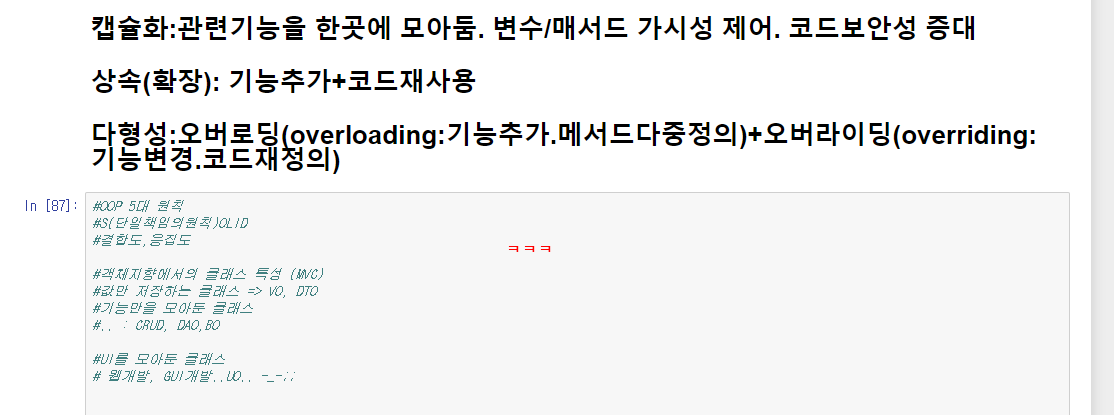 캡슐화:관련기능을 한곳에 모아둠. 변수/매서드 가시성 제어. 코드보안성 증대
상속(확장): 기능추가+코드재사용
다형성:오버로딩(overloading:기능추가.메서드다중정의)+오버라이딩(overriding:
기능변경.코드재정의)
In [87]:
#OOP 5대 원칙
#S(단일책임의원칙)OLID
#결합도,응집도
ㅋㅋㅋ
#객체지향에서의 클래스 특성 (MVC)
#값만 저장하는 클래스 => VO, DTO
#기능만을 모아둔 클래스
#.. : CRUD, DAO,BO
#UI를 모아둔 클래스
# 웹개발, GUI개발..UO.. -_-;;